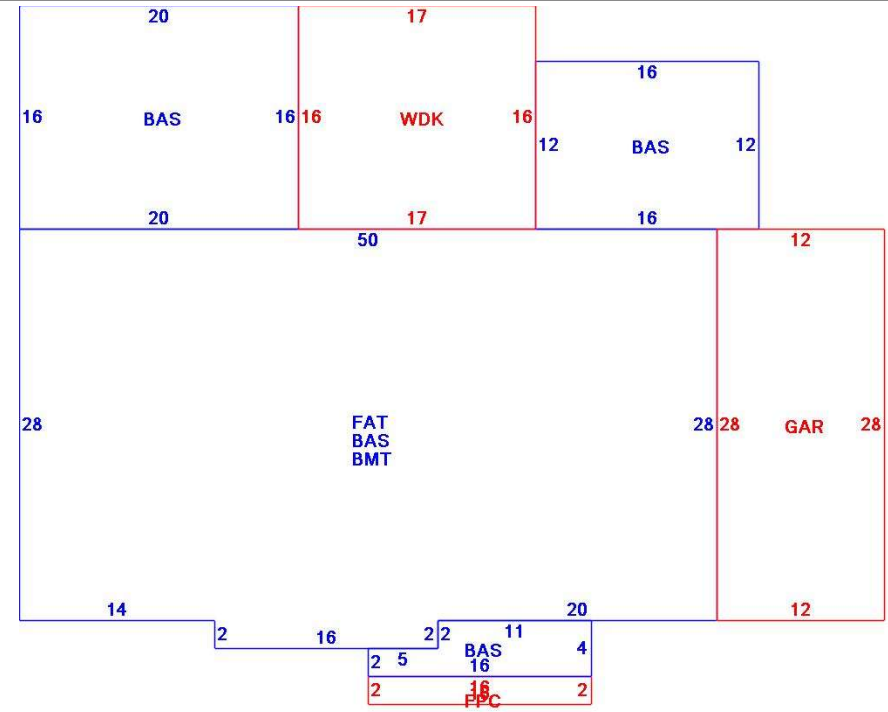 20 17
16
16 BAS 16 16 WDK 16
12 BAS 12
20 17 16
50 12
28 FAT 28 28 GAR 28
BAS
BMT
14 20 12
2 16 2 2 11
BAS 4
2 5 16
2 16 2
FPC